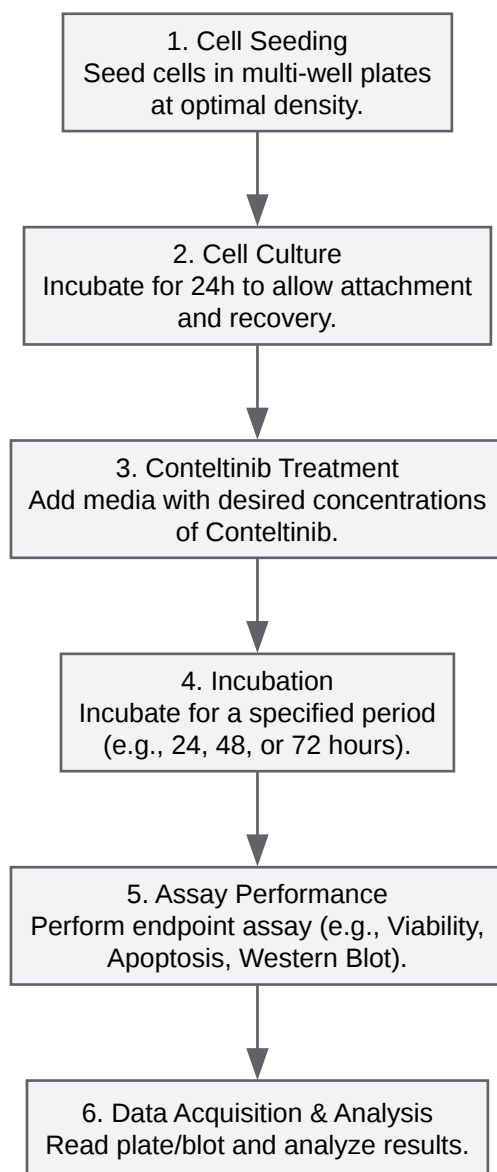 1. Cell Seeding
Seed cells in multi-well plates
at optimal density.
2. Cell Culture
Incubate for 24h to allow attachment
and recovery.
3. Conteltinib Treatment
Add media with desired concentrations
of Conteltinib.
4. Incubation
Incubate for a specified period
(e.g., 24, 48, or 72 hours).
5. Assay Performance
Perform endpoint assay (e.g., Viability,
Apoptosis, Western Blot).
6. Data Acquisition & Analysis
Read plate/blot and analyze results.